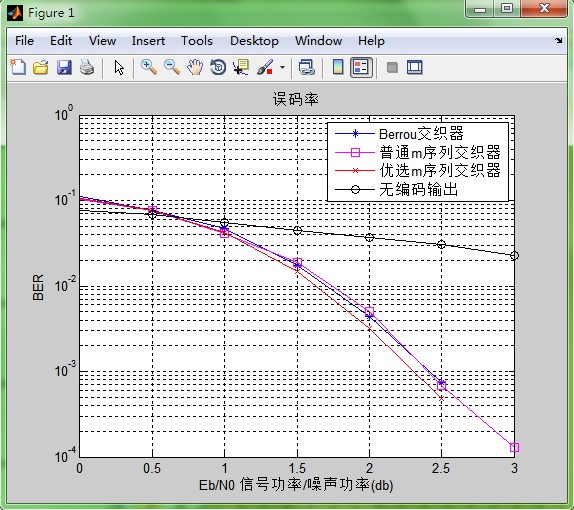 Figure 1
File Edit View Insert Tools Desktop Window Help
误码率
Berrou交织器
普通m序列交织器
优选m序列交织器
无编码输出
10^0
10^-1
10^-2
10^-3
10^-4
BER
0 0.5 1 1.5 2 2.5 3
Eb/N0 信号功率/噪声功率(db)